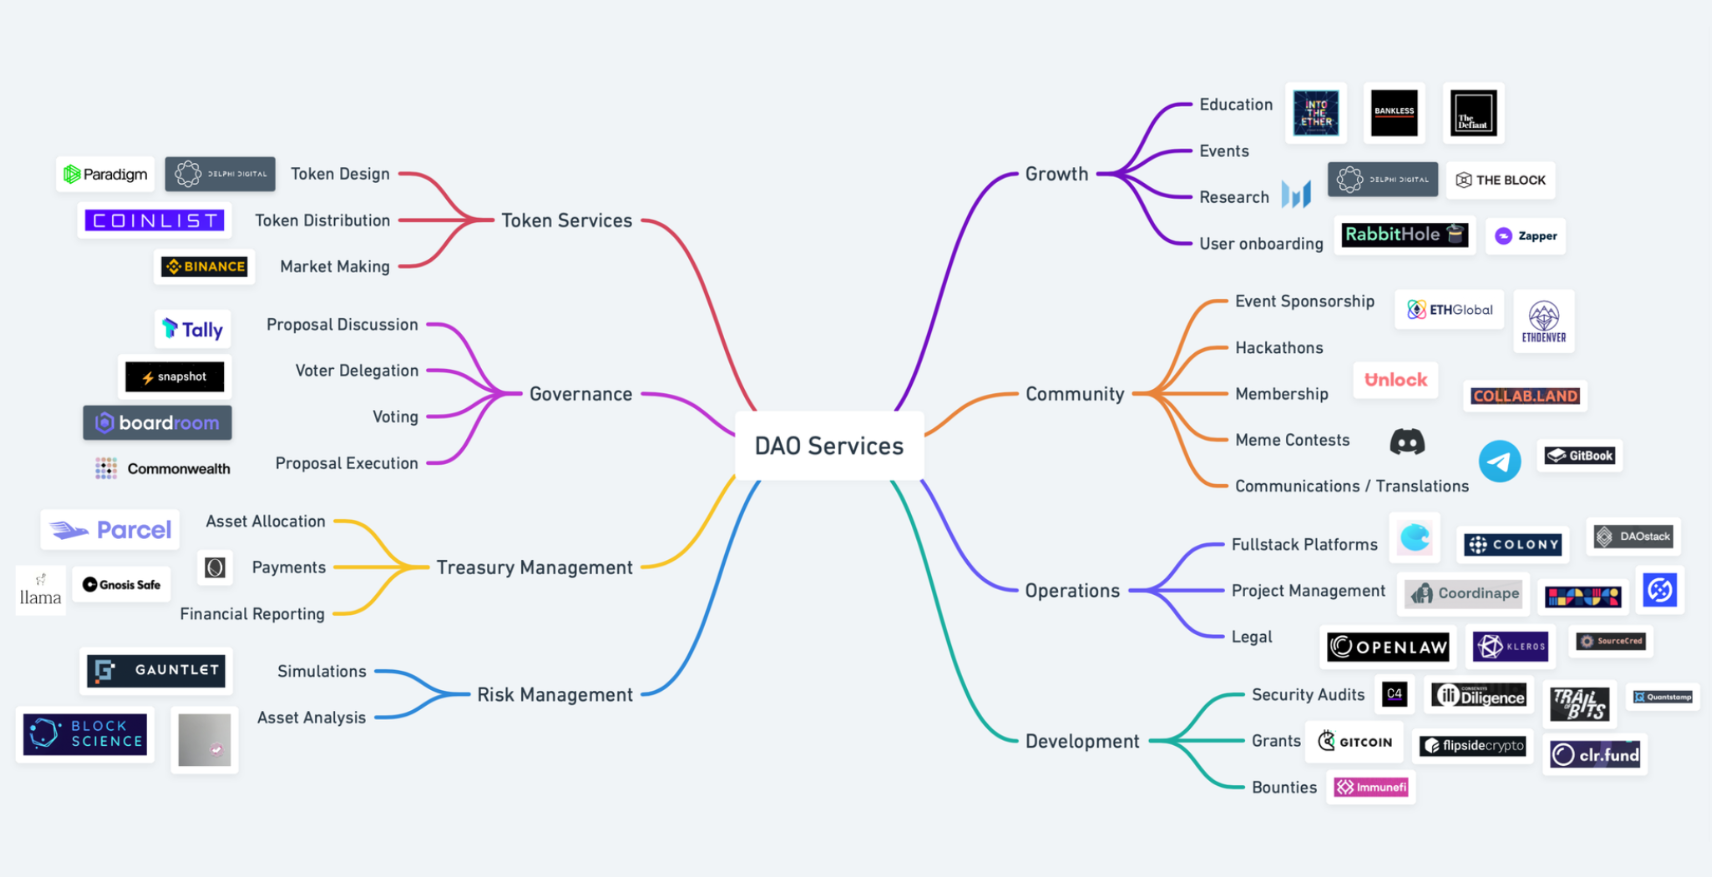 DAO Services
Token Services
Token Design
Paradigm
DELPHI DIGITAL
Token Distribution
COINLIST
Market Making
BINANCE
Governance
Proposal Discussion
Tally
Voter Delegation
snapshot
Voting
boardroom
Proposal Execution
Commonwealth
Treasury Management
Asset Allocation
Parcel
Payments
llama
Gnosis Safe
Financial Reporting
Risk Management
Simulations
GAUNTLET
Asset Analysis
BLOCK
SCIENCE
Growth
Education
INTO
THE
ETHER
BANKLESS
The
Defiant
Events
Research
DELPHI DIGITAL
THE BLOCK
User onboarding
RabbitHole
Zapper
Community
Event Sponsorship
ETHGlobal
ETHDENVER
Hackathons
Membership
Unlock
COLLAB.LAND
Meme Contests
GitBook
Communications / Translations
Operations
Fullstack Platforms
COLONY
DAOstack
Project Management
Coordinape
Legal
OPENLAW
KLEROS
SourceCred
Development
Security Audits
C4
Diligence
TRAIL
OF
BITS
Quantstamp
Grants
GITCOIN
flipsidecrypto
clr.fund
Bounties
Immunefi